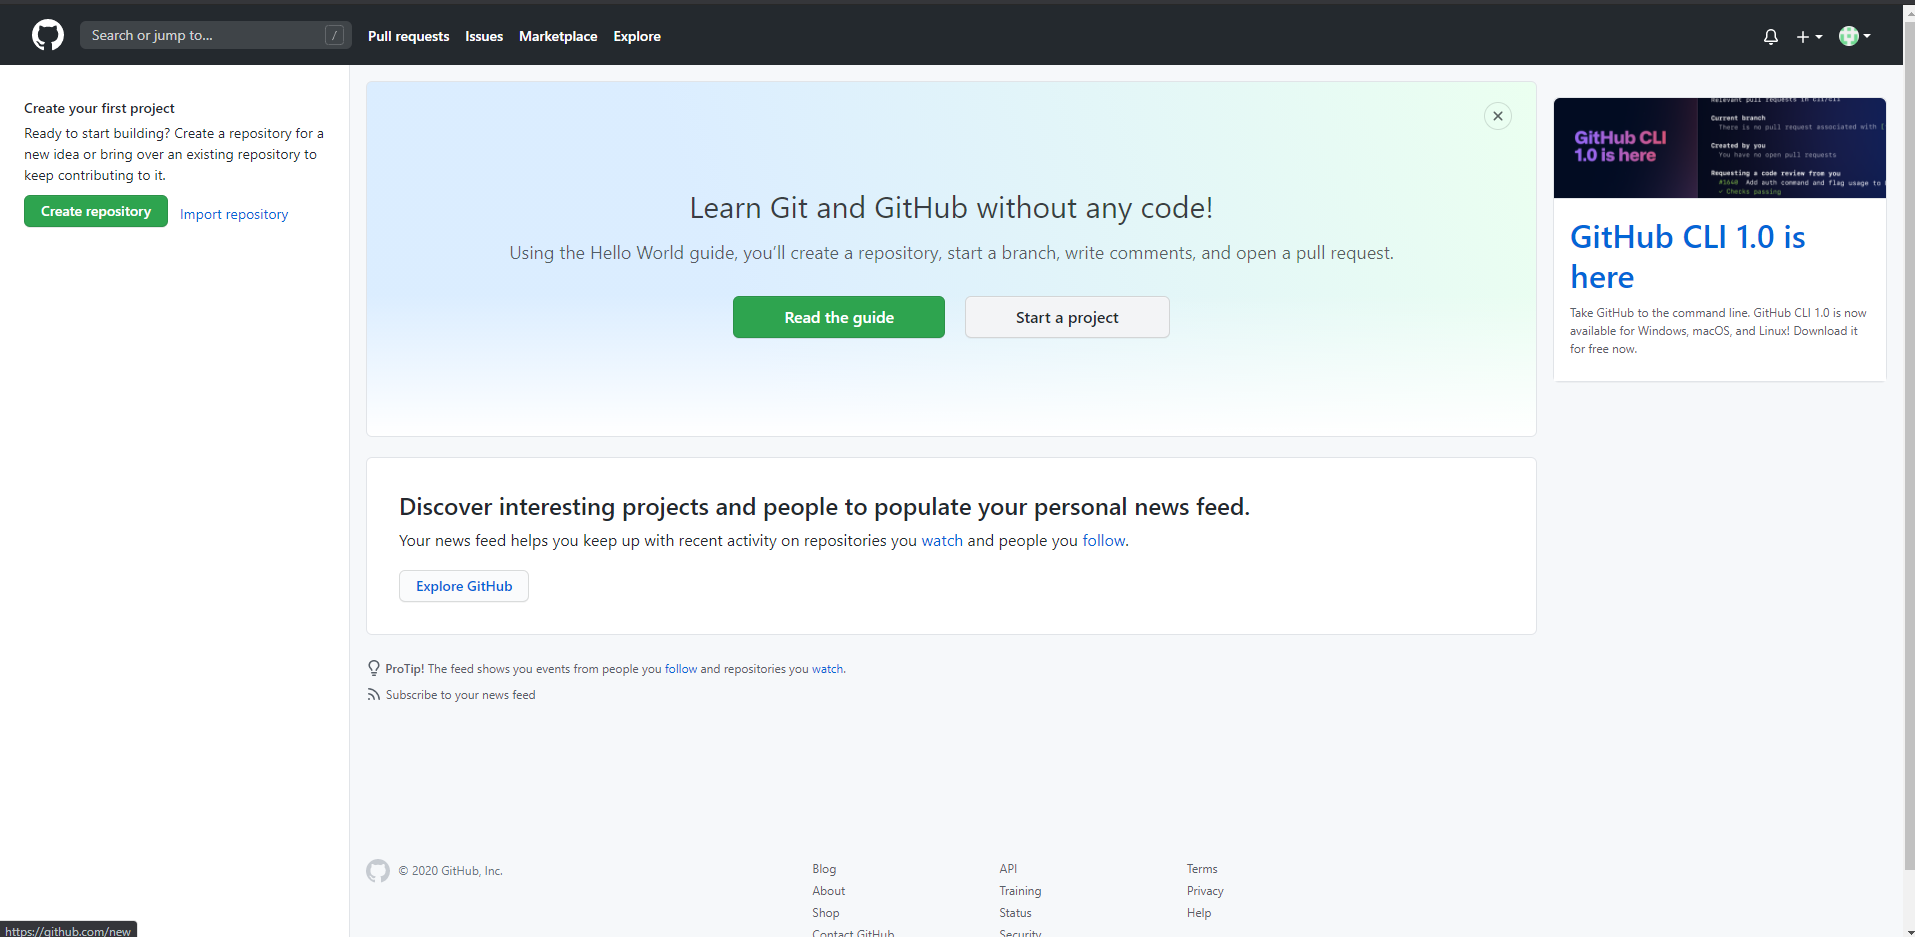 Search or jump to...
/
Pull requests
Issues
Marketplace
Explore
Create your first project
Ready to start building? Create a repository for a
new idea or bring over an existing repository to
keep contributing to it.
Create repository
Import repository
Learn Git and GitHub without any code!
Using the Hello World guide, you’ll create a repository, start a branch, write comments, and open a pull request.
Read the guide
Start a project
Discover interesting projects and people to populate your personal news feed.
Your news feed helps you keep up with recent activity on repositories you watch and people you follow.
Explore GitHub
ProTip! The feed shows you events from people you follow and repositories you watch.
Subscribe to your news feed
GitHub CLI
1.0 is here
Relevant pull requests in cli/cli
Current branch
There is no pull request associated with [
Created by you
You have no open pull requests
Requesting a code review from you
#1640 Add auth command and flag usage to
✓ Checks passing
GitHub CLI 1.0 is
here
Take GitHub to the command line. GitHub CLI 1.0 is now
available for Windows, macOS, and Linux! Download it
for free now.
© 2020 GitHub, Inc.
Blog
About
Shop
Contact GitHub
API
Training
Status
Security
Terms
Privacy
Help
https://github.com/new